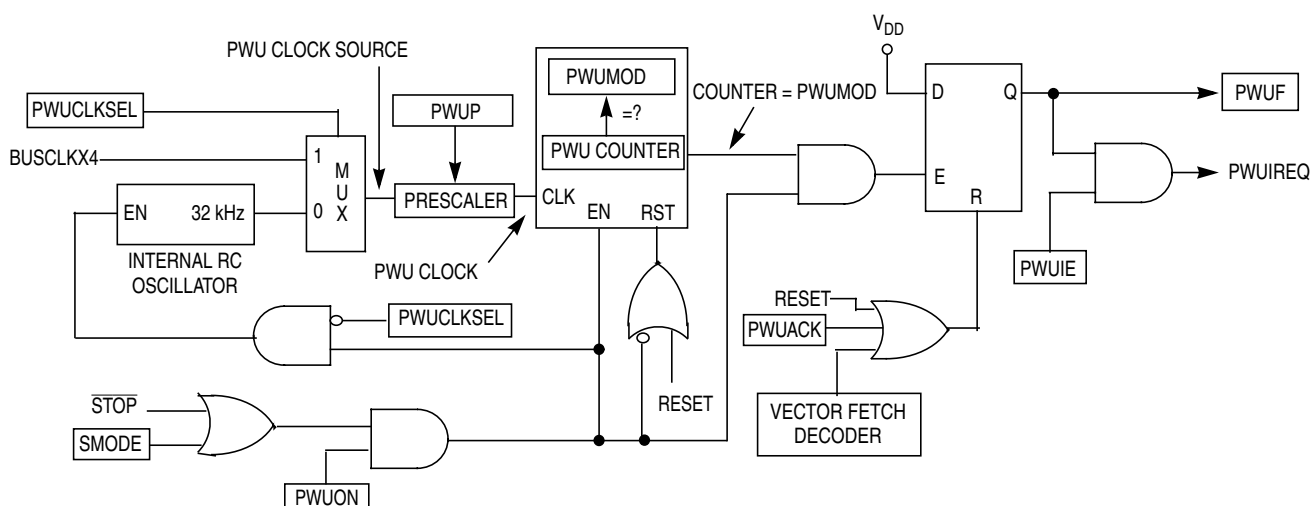 V_DD
PWU CLOCK SOURCE
PWUMOD
COUNTER = PWUMOD
D
Q
PWUF
PWUCLKSEL
PWUP
=?
BUSCLKX4
1
M
U
X
PWU COUNTER
PWUIREQ
EN
32 kHz
0
PRESCALER
CLK
E
EN
RST
R
INTERNAL RC
OSCILLATOR
PWU CLOCK
PWUIE
PWUCLKSEL
RESET
PWUACK
STOP
RESET
VECTOR FETCH
DECODER
SMODE
PWUON